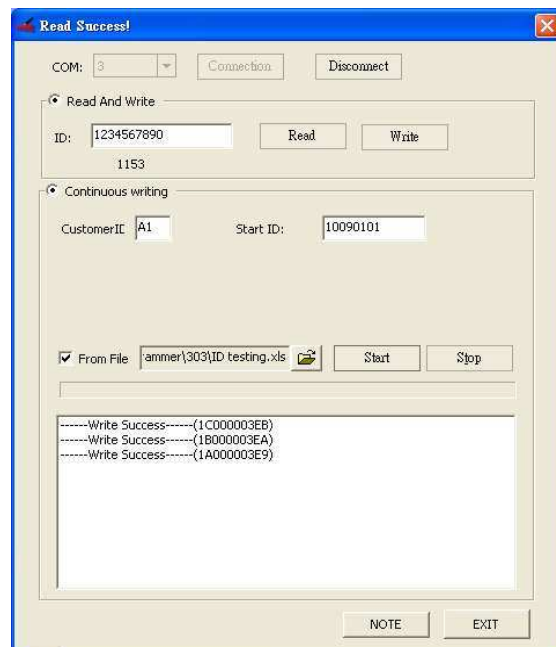 Read Success!
COM: 3 Connection Disconnect
Read And Write
ID: 1234567890 Read Write
1153
Continuous writing
CustomerID A1 Start ID: 10090101
From File ammer\303\ID testing.xls Start Stop
------Write Success------(1C000003EB)
------Write Success------(1B000003EA)
------Write Success------(1A000003E9)
NOTE EXIT